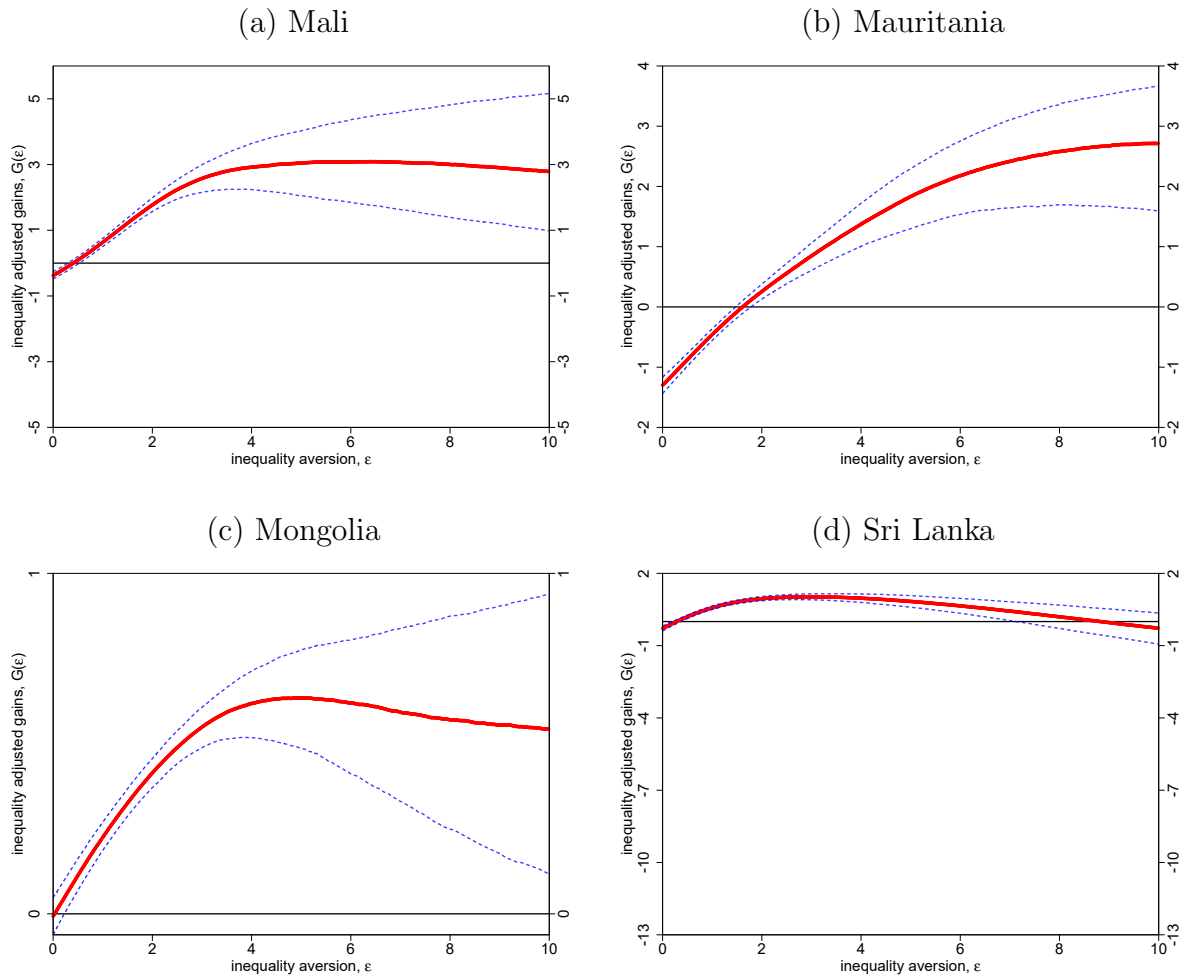 (a) Mali
(b) Mauritania
inequality adjusted gains, G(ε)
5
3
1
-1
-3
-5
5
3
1
-1
-3
-5
0 2 4 6 8 10
inequality aversion, ε
inequality adjusted gains, G(ε)
4
3
2
1
0
-1
-2
4
3
2
1
0
-1
-2
0 2 4 6 8 10
inequality aversion, ε
(c) Mongolia
(d) Sri Lanka
inequality adjusted gains, G(ε)
1
0
1
0
0 2 4 6 8 10
inequality aversion, ε
inequality adjusted gains, G(ε)
2
-1
-4
-7
-10
-13
2
-1
-4
-7
-10
-13
0 2 4 6 8 10
inequality aversion, ε